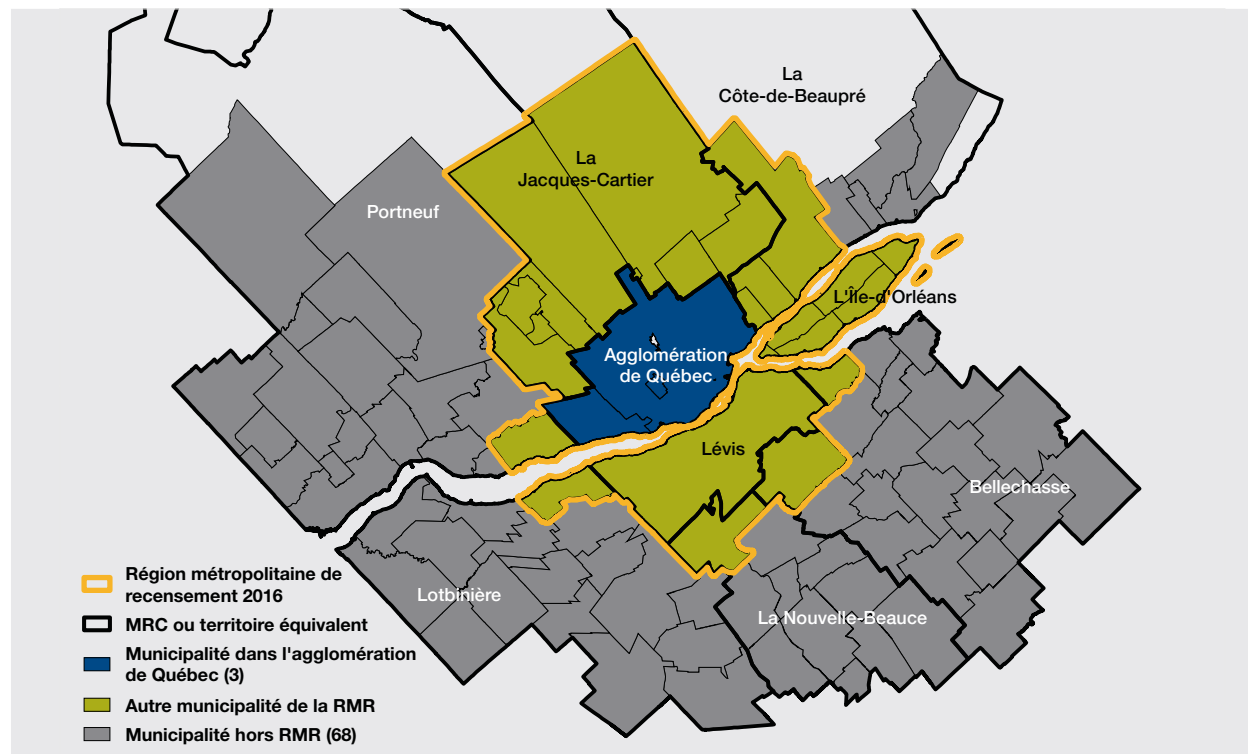 La
Côte-de-Beaupré
La
Jacques-Cartier
Portneuf
L'Île-d'Orléans
Agglomération
de Québec
Lévis
Bellechasse
Lotbinière
La Nouvelle-Beauce
Région métropolitaine de
recensement 2016
MRC ou territoire équivalent
Municipalité dans l'agglomération
de Québec (3)
Autre municipalité de la RMR
Municipalité hors RMR (68)